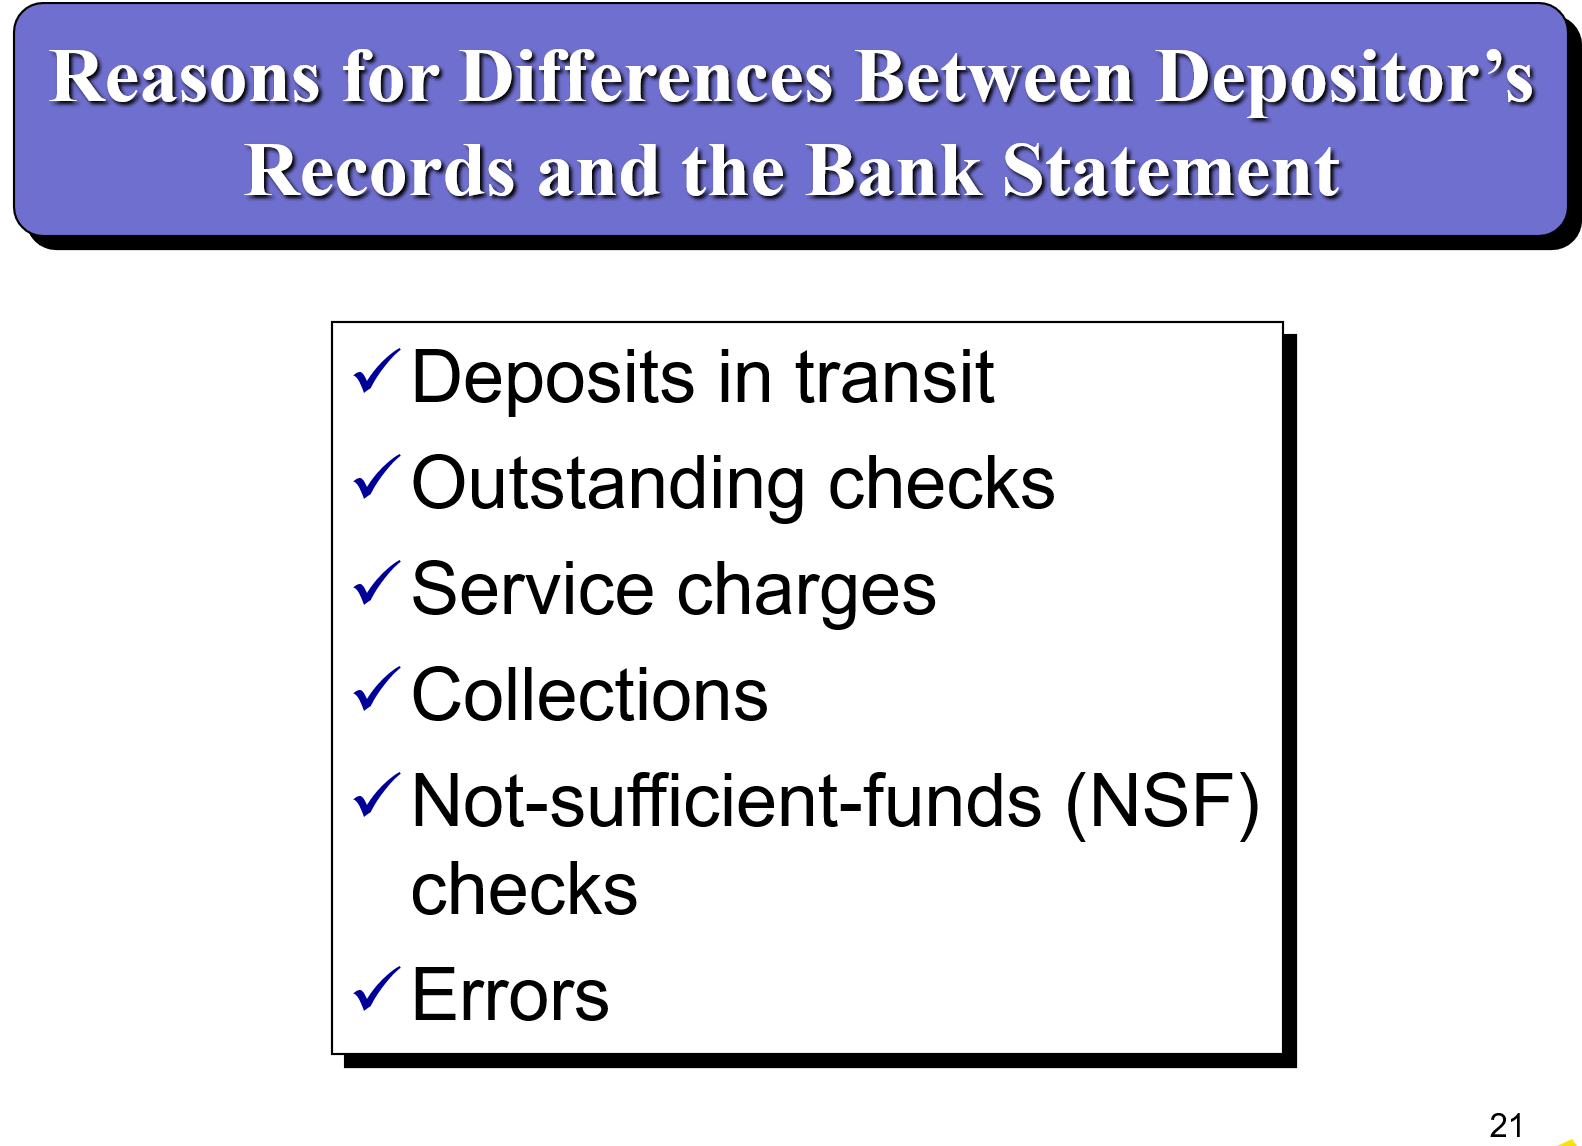 Reasons for Differences Between Depositor’s
Records and the Bank Statement
✓Deposits in transit
✓Outstanding checks
✓Service charges
✓Collections
✓Not-sufficient-funds (NSF)
checks
✓Errors
21